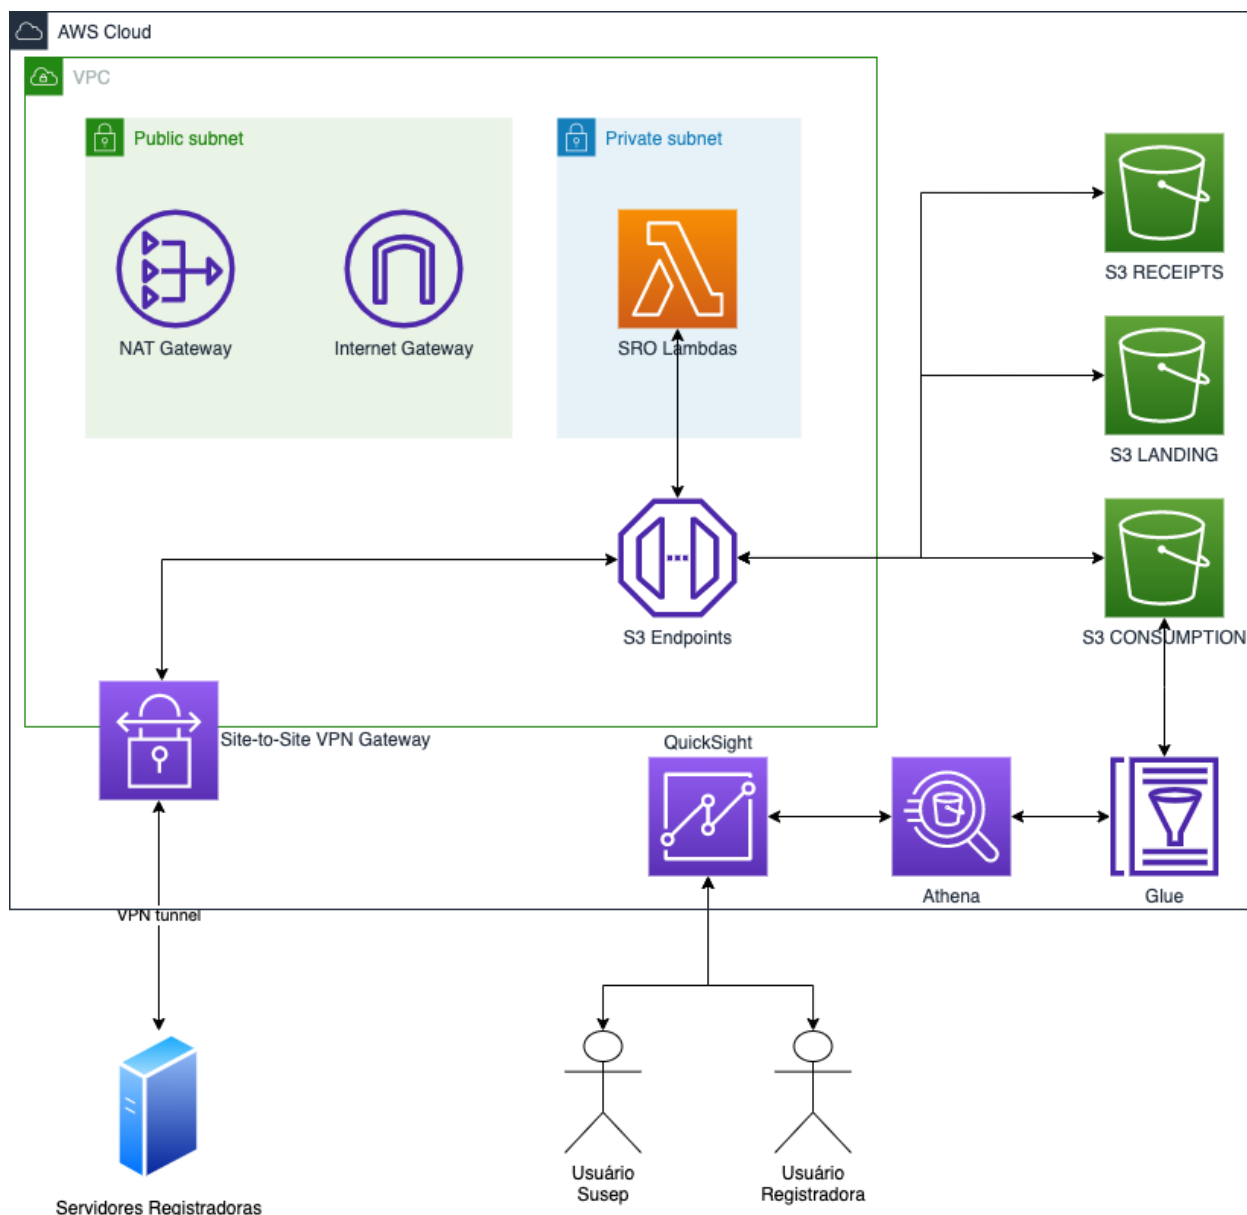 AWS Cloud
VPC
Public subnet
Private subnet
NAT Gateway
Internet Gateway
SRO Lambdas
S3 RECEIPTS
S3 LANDING
S3 Endpoints
S3 CONSUMPTION
Site-to-Site VPN Gateway
QuickSight
Athena
Glue
VPN tunnel
Usuário
Susep
Usuário
Registradora
Servidores Registradoras